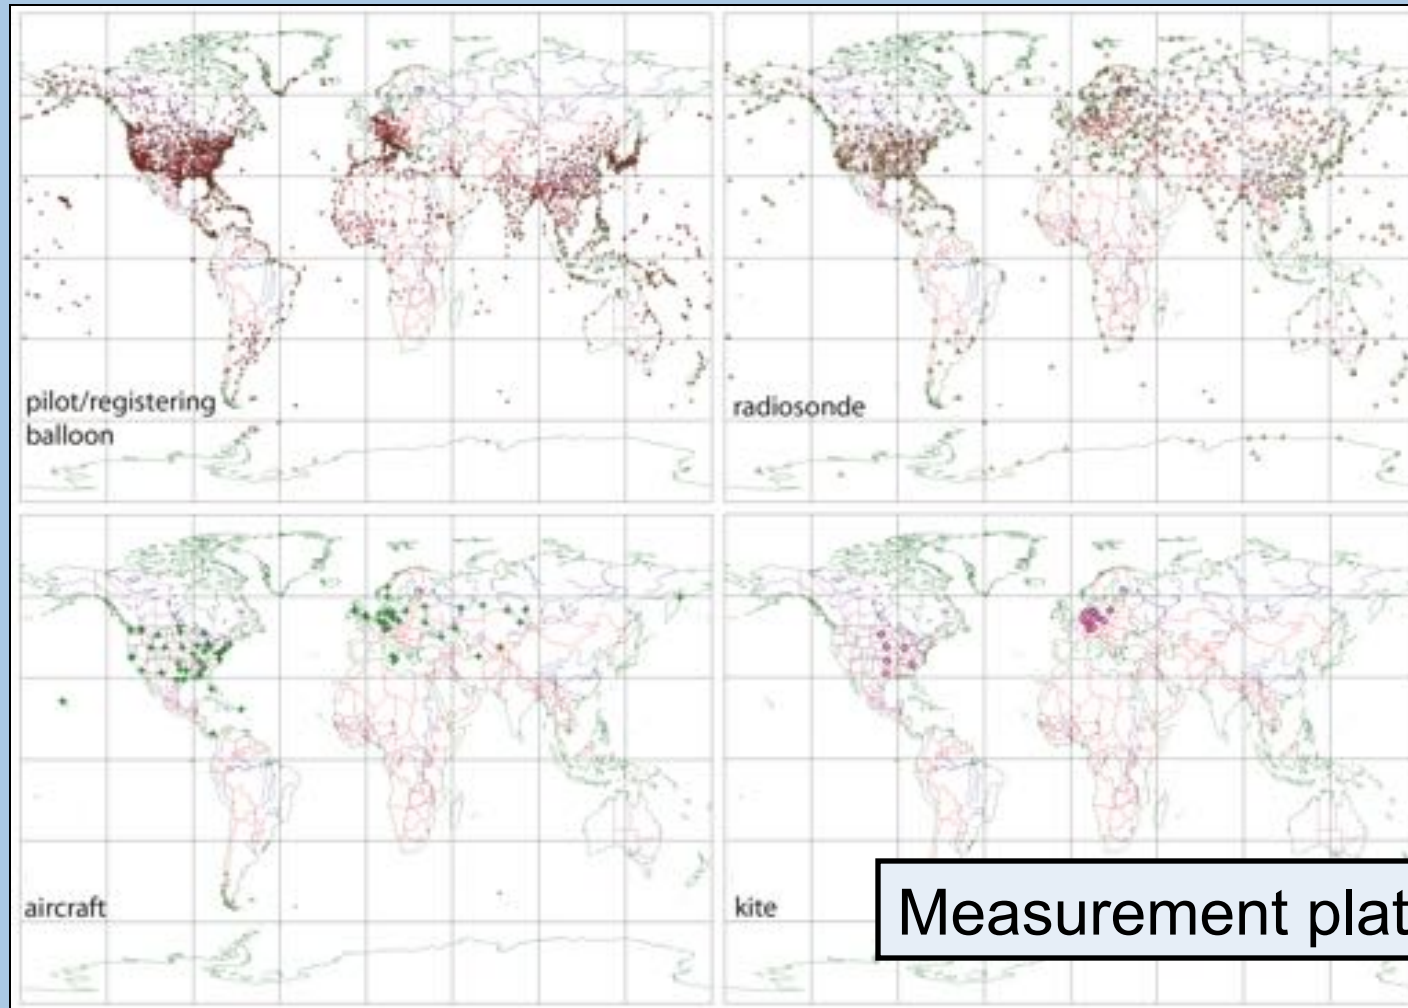 pilot/registering
balloon
radiosonde
aircraft
kite
Measurement plat